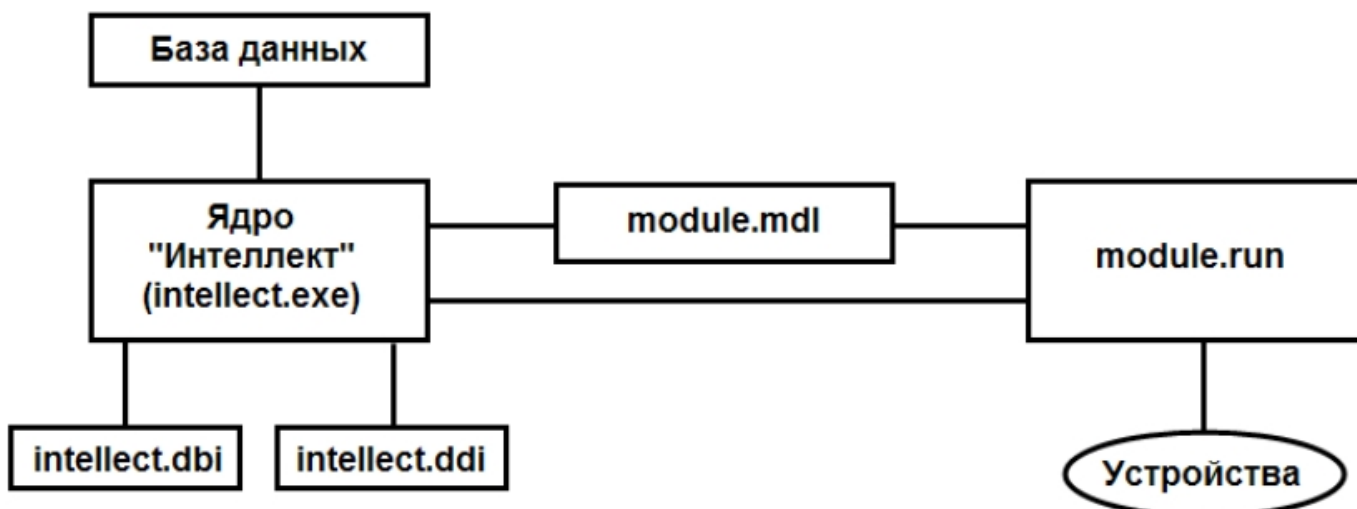 База данных
Ядро
"Интеллект"
(intellect.exe)
module.mdl
module.run
intellect.dbi
intellect.ddi
Устройства